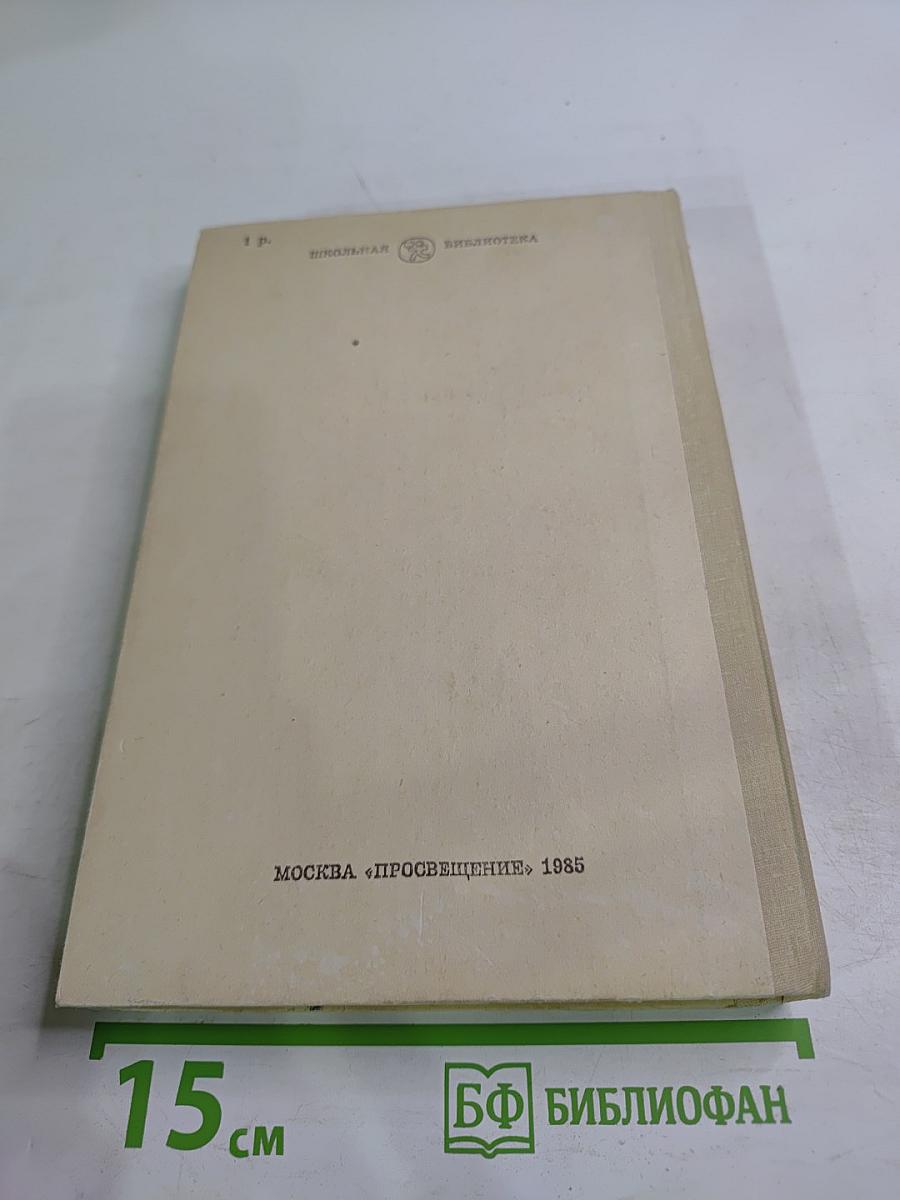 1 р.
ШКОЛЬНАЯ БИБЛИОТЕКА
МОСКВА «ПРОСВЕЩЕНИЕ» 1985
15 см
БФ БИБЛИОФАН